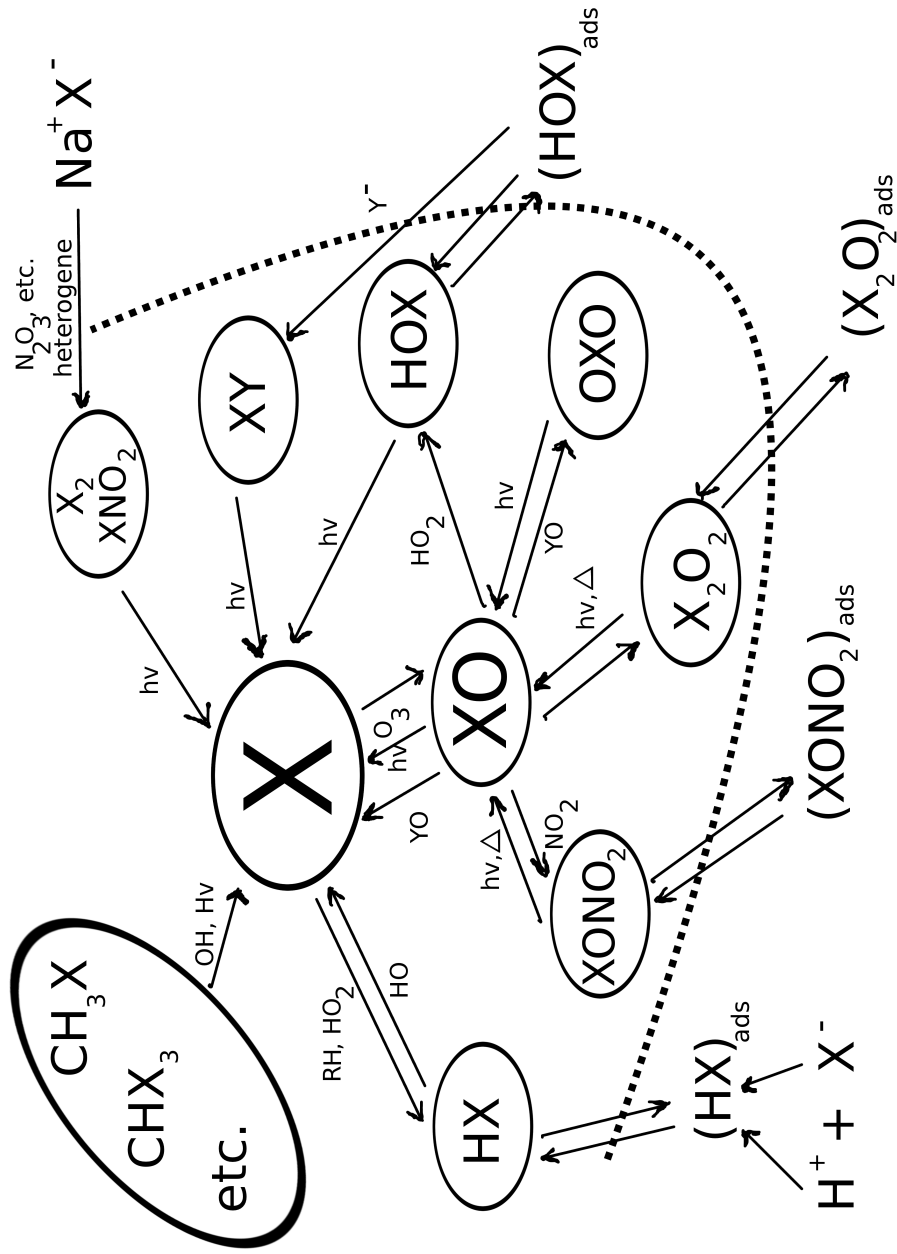 CH₃X
CHX₃
etc.
OH, Hν
hν
X₂
XNO₂
N₂O₃, etc.
heterogene
Na⁺X⁻
X
hν
XY
Y⁻
RH, HO₂
HO
YO
hν
O₃
hν
HOX
HO₂
HX
XO
hν,△
NO₂
hν
YO
OXO
(HOX)ads
XONO₂
hν,△
X₂O₂
(HX)ads
H⁺ + X⁻
(XONO₂)ads
(X₂O₂)ads